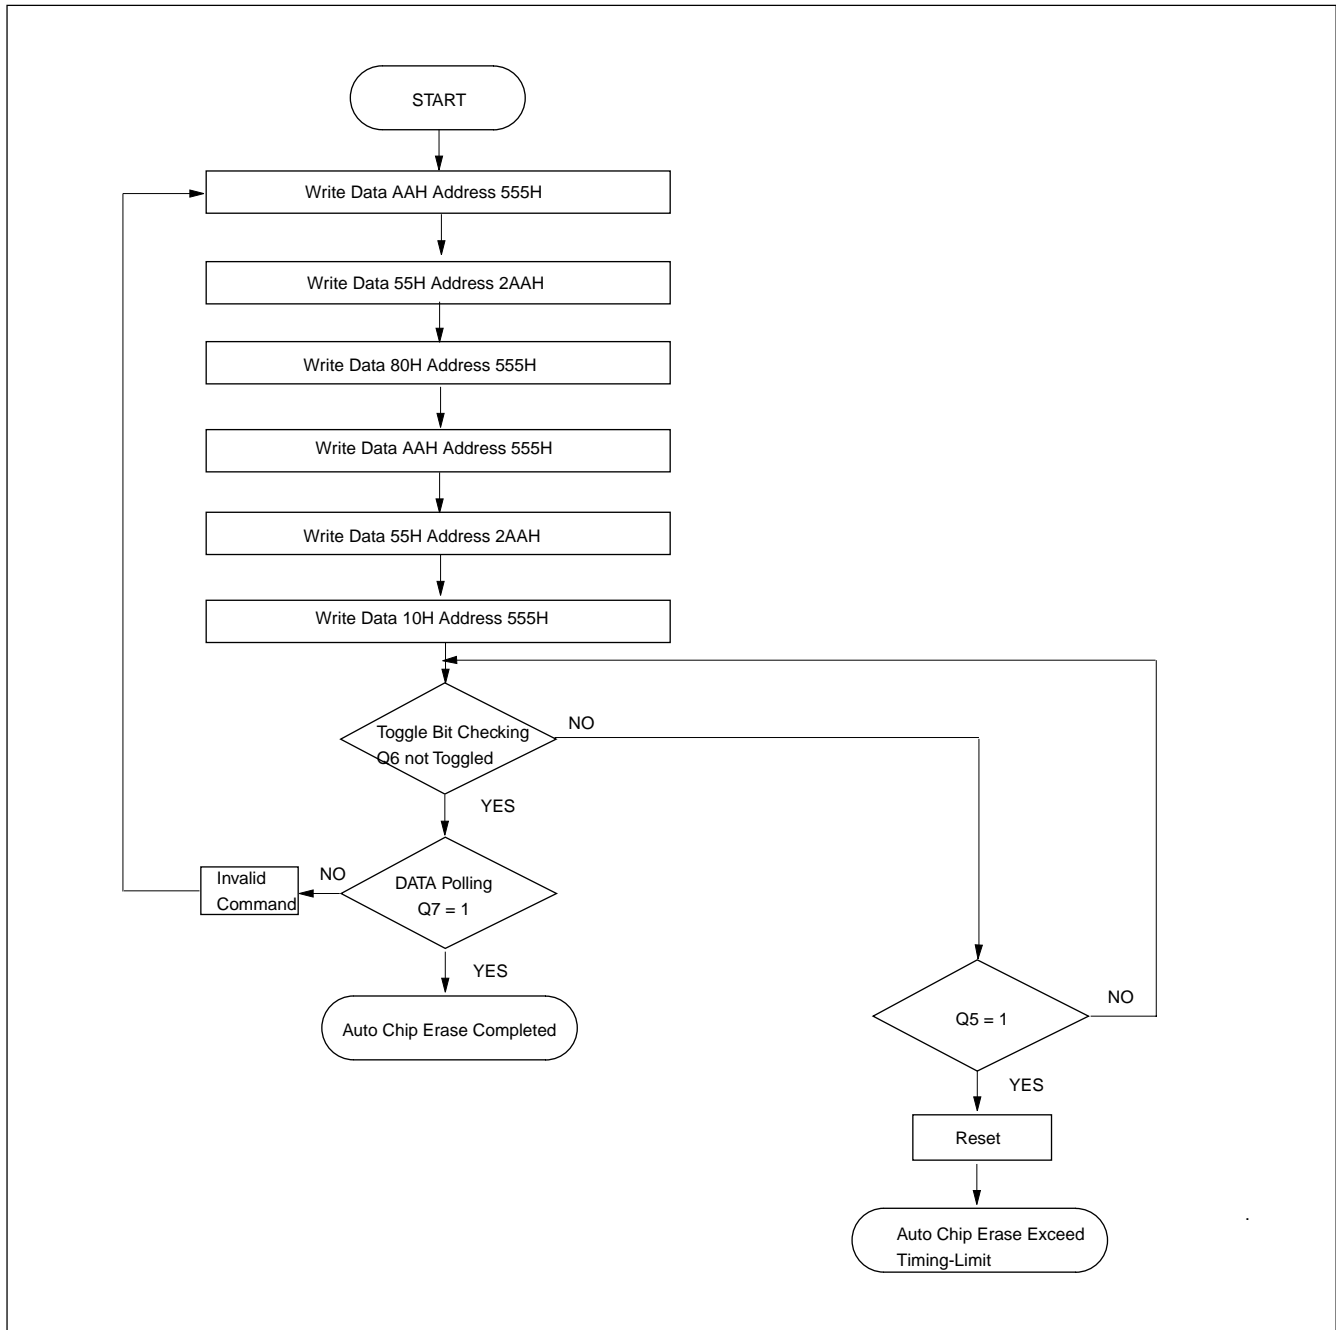 START
Write Data AAH Address 555H
Write Data 55H Address 2AAH
Write Data 80H Address 555H
Write Data AAH Address 555H
Write Data 55H Address 2AAH
Write Data 10H Address 555H
Toggle Bit Checking
Q6 not Toggled
NO
YES
Invalid
Command
NO
DATA Polling
Q7 = 1
YES
Auto Chip Erase Completed
Q5 = 1
NO
YES
Reset
Auto Chip Erase Exceed
Timing-Limit
.